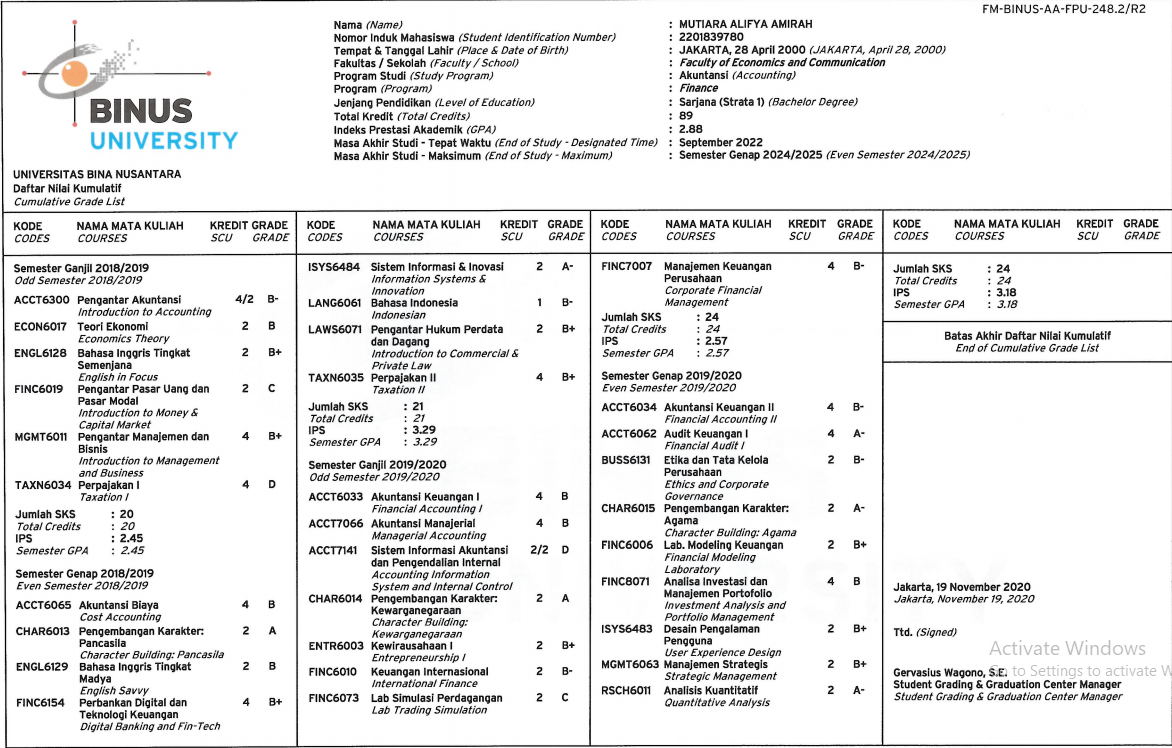 FM-BINUS-AA-FPU-248.2/R2
BINUS
UNIVERSITY
Nama (Name) : MUTIARA ALIFYA AMIRAH
Nomor Induk Mahasiswa (Student Identification Number) : 2201839780
Tempat & Tanggal Lahir (Place & Date of Birth) : JAKARTA, 28 April 2000 (JAKARTA, April 28, 2000)
Fakultas / Sekolah (Faculty / School) : Faculty of Economics and Communication
Program Studi (Study Program) : Akuntansi (Accounting)
Program (Program) : Finance
Jenjang Pendidikan (Level of Education) : Sarjana (Strata 1) (Bachelor Degree)
Total Kredit (Total Credits) : 89
Indeks Prestasi Akademik (GPA) : 2.88
Masa Akhir Studi - Tepat Waktu (End of Study - Designated Time) : September 2022
Masa Akhir Studi - Maksimum (End of Study - Maximum) : Semester Genap 2024/2025 (Even Semester 2024/2025)
UNIVERSITAS BINA NUSANTARA
Daftar Nilai Kumulatif
Cumulative Grade List
KODE NAMA MATA KULIAH KREDIT GRADE
CODES COURSES SCU GRADE
Semester Ganjil 2018/2019
Odd Semester 2018/2019
ACCT6300 Pengantar Akuntansi 4/2 B-
Introduction to Accounting
ECON6017 Teori Ekonomi 2 B
Economics Theory
ENGL6128 Bahasa Inggris Tingkat 2 B+
Semenjana
English in Focus
FINC6019 Pengantar Pasar Uang dan 2 C
Pasar Modal
Introduction to Money &
Capital Market
MGMT6011 Pengantar Manajemen dan 4 B+
Bisnis
Introduction to Management
and Business
TAXN6034 Perpajakan I 4 D
Taxation I
Jumlah SKS : 20
Total Credits : 20
IPS : 2.45
Semester GPA : 2.45
Semester Genap 2018/2019
Even Semester 2018/2019
ACCT6065 Akuntansi Biaya 4 B
Cost Accounting
CHAR6013 Pengembangan Karakter: 2 A
Pancasila
Character Building: Pancasila
ENGL6129 Bahasa Inggris Tingkat 2 B
Madya
English Savvy
FINC6154 Perbankan Digital dan 4 B+
Teknologi Keuangan
Digital Banking and Fin-Tech
KODE NAMA MATA KULIAH KREDIT GRADE
CODES COURSES SCU GRADE
ISYS6484 Sistem Informasi & Inovasi 2 A-
Information Systems &
Innovation
LANG6061 Bahasa Indonesia 1 B-
Indonesian
LAWS6071 Pengantar Hukum Perdata 2 B+
dan Dagang
Introduction to Commercial &
Private Law
TAXN6035 Perpajakan II 4 B+
Taxation II
Jumlah SKS : 21
Total Credits : 21
IPS : 3.29
Semester GPA : 3.29
Semester Ganjil 2019/2020
Odd Semester 2019/2020
ACCT6033 Akuntansi Keuangan I 4 B
Financial Accounting I
ACCT7066 Akuntansi Manajerial 4 B
Managerial Accounting
ACCT7141 Sistem Informasi Akuntansi 2/2 D
dan Pengendalian Internal
Accounting Information
System and Internal Control
CHAR6014 Pengembangan Karakter: 2 A
Kewarganegaraan
Character Building:
Kewarganegaraan
ENTR6003 Kewirausahaan I 2 B+
Entrepreneurship I
FINC6010 Keuangan Internasional 2 B-
International Finance
FINC6073 Lab Simulasi Perdagangan 2 C
Lab Trading Simulation
KODE NAMA MATA KULIAH KREDIT GRADE
CODES COURSES SCU GRADE
FINC7007 Manajemen Keuangan 4 B-
Perusahaan
Corporate Financial
Management
Jumlah SKS : 24
Total Credits : 24
IPS : 2.57
Semester GPA : 2.57
Semester Genap 2019/2020
Even Semester 2019/2020
ACCT6034 Akuntansi Keuangan II 4 B-
Financial Accounting II
ACCT6062 Audit Keuangan I 4 A-
Financial Audit I
BUSS6131 Etika dan Tata Kelola 2 B-
Perusahaan
Ethics and Corporate
Governance
CHAR6015 Pengembangan Karakter: 2 A-
Agama
Character Building: Agama
FINC6006 Lab. Modeling Keuangan 2 B+
Financial Modeling
Laboratory
FINC8071 Analisa Investasi dan 4 B
Manajemen Portofolio
Investment Analysis and
Portfolio Management
ISYS6483 Desain Pengalaman 2 B+
Pengguna
User Experience Design
MGMT6063 Manajemen Strategis 2 B+
Strategic Management
RSCH6011 Analisis Kuantitatif 2 A-
Quantitative Analysis
KODE NAMA MATA KULIAH KREDIT GRADE
CODES COURSES SCU GRADE
Jumlah SKS : 24
Total Credits : 24
IPS : 3.18
Semester GPA : 3.18
Batas Akhir Daftar Nilai Kumulatif
End of Cumulative Grade List
Jakarta, 19 November 2020
Jakarta, November 19, 2020
Ttd. (Signed)
Gervasius Wagono, S.E.
Student Grading & Graduation Center Manager
Student Grading & Graduation Center Manager
Activate Windows
Go to Settings to activate W